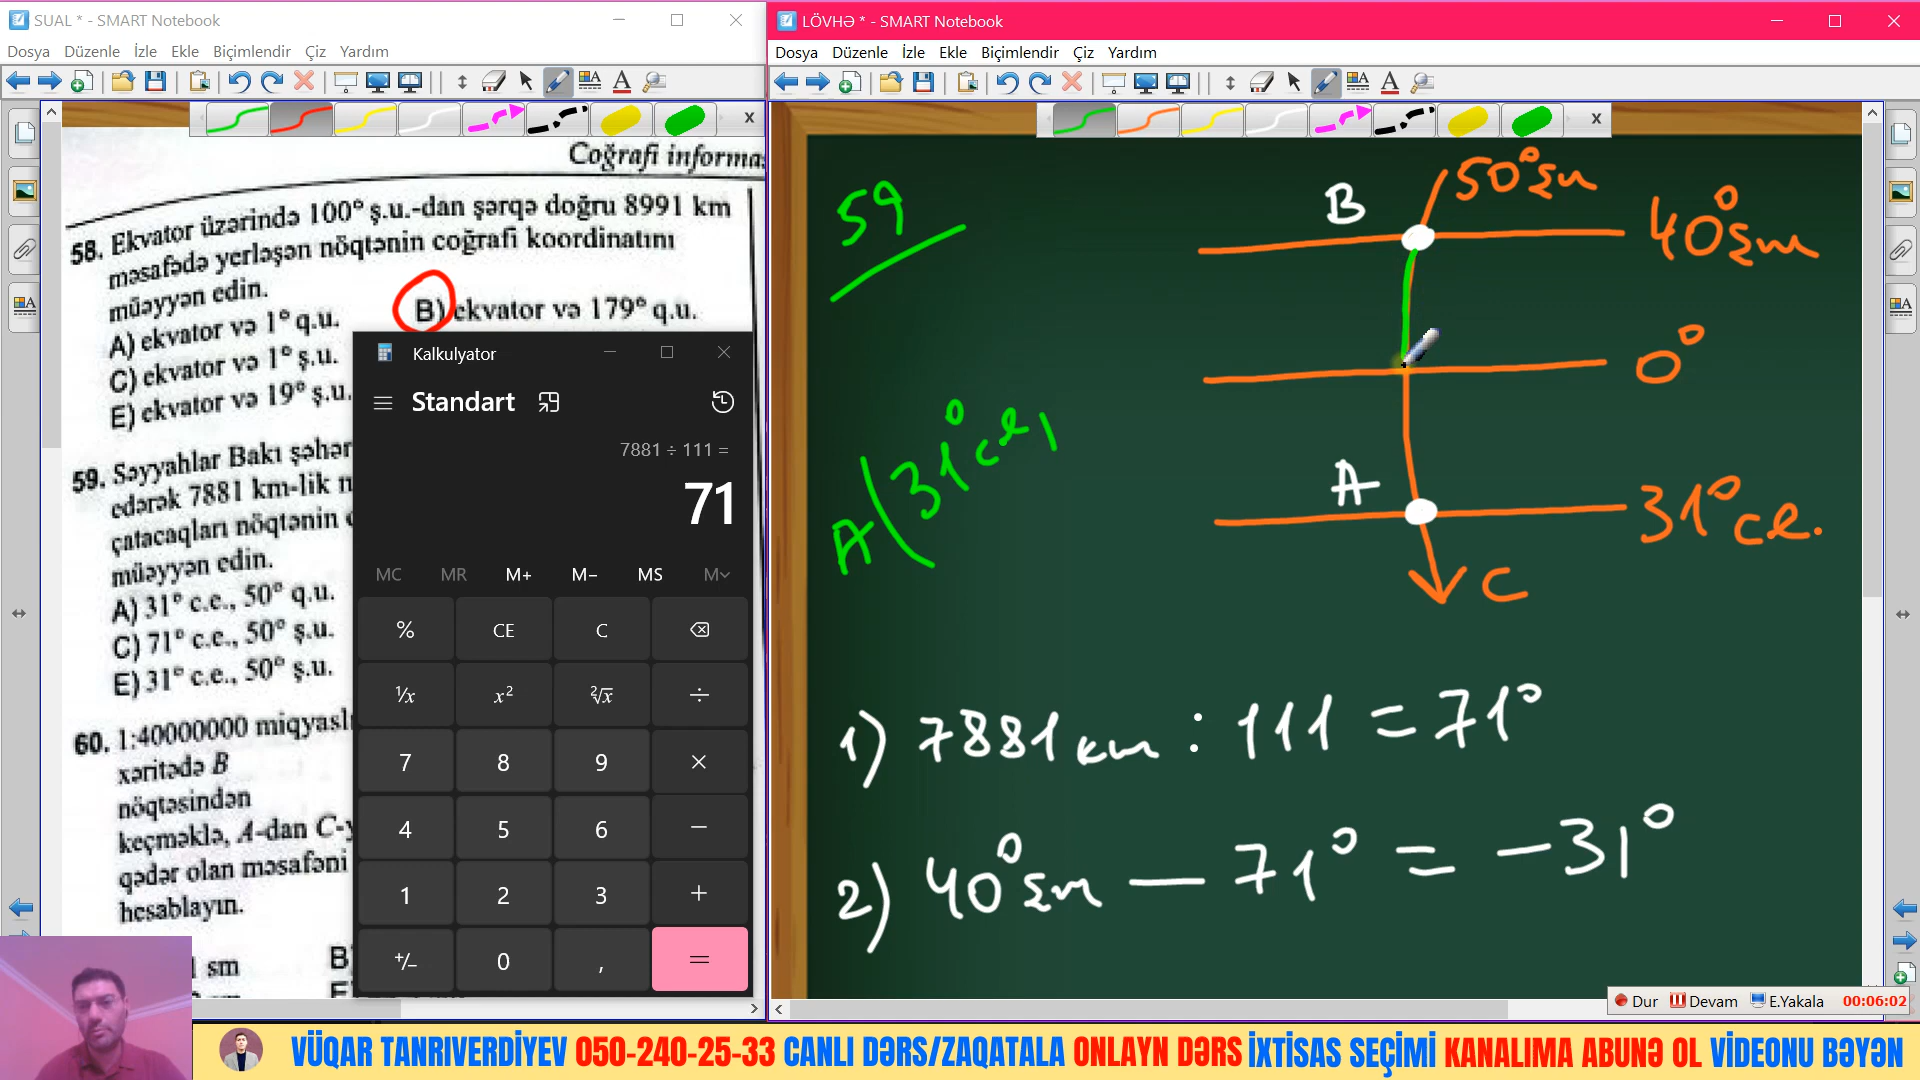 SUAL * - SMART Notebook
Dosya Düzenle İzle Ekle Biçimlendir Çiz Yardım
x
Coğrafi informa
58. Ekvator üzərində 100° ş.u.-dan şərqə doğru 8991 km
məsafədə yerləşən nöqtənin coğrafi koordinatını
müəyyən edin.
A) ekvator və 1° q.u.
B) ekvator və 179° q.u.
C) ekvator və 1° ş.u.
E) ekvator və 19° ş.u.
59. Səyyahlar Bakı şəhər
edərək 7881 km-lik
çatacaqları nöqtənin
müəyyən edin.
A) 31° c.e., 50° q.u.
C) 71° c.e., 50° ş.u.
E) 31° c.e., 50° ş.u.
60. 1:40000000 miqyaslı
xəritədə B
nöqtəsindən
keçməklə, A-dan C-y
qədər olan məsafəni
hesablayın.
sm
B
Kalkulyator
Standart
7881 ÷ 111 =
71
MC MR M+ M− MS M
% CE C
¹/x x² ²√x ÷
7 8 9 ×
4 5 6 −
1 2 3 +
+/− 0 , =
LÖVHƏ * - SMART Notebook
Dosya Düzenle İzle Ekle Biçimlendir Çiz Yardım
x
59
B 50°şu
40°şm
0°
A(31°ce,
A
31°ce.
C
1) 7881km : 111 = 71°
2) 40°şm — 71° = −31°
Dur Devam E.Yakala 00:06:02
VÜQAR TANRIVERDİYEV 050-240-25-33 CANLI DƏRS/ZAQATALA ONLAYN DƏRS İXTİSAS SEÇİMİ KANALIMA ABUNƏ OL VİDEONU BƏYƏN